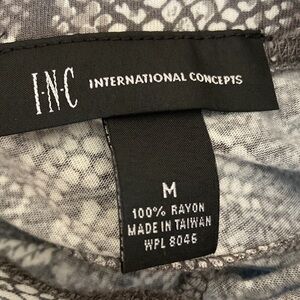 I·N·C INTERNATIONAL CONCEPTS
M
100% RAYON
MADE IN TAIWAN
WPL 8046